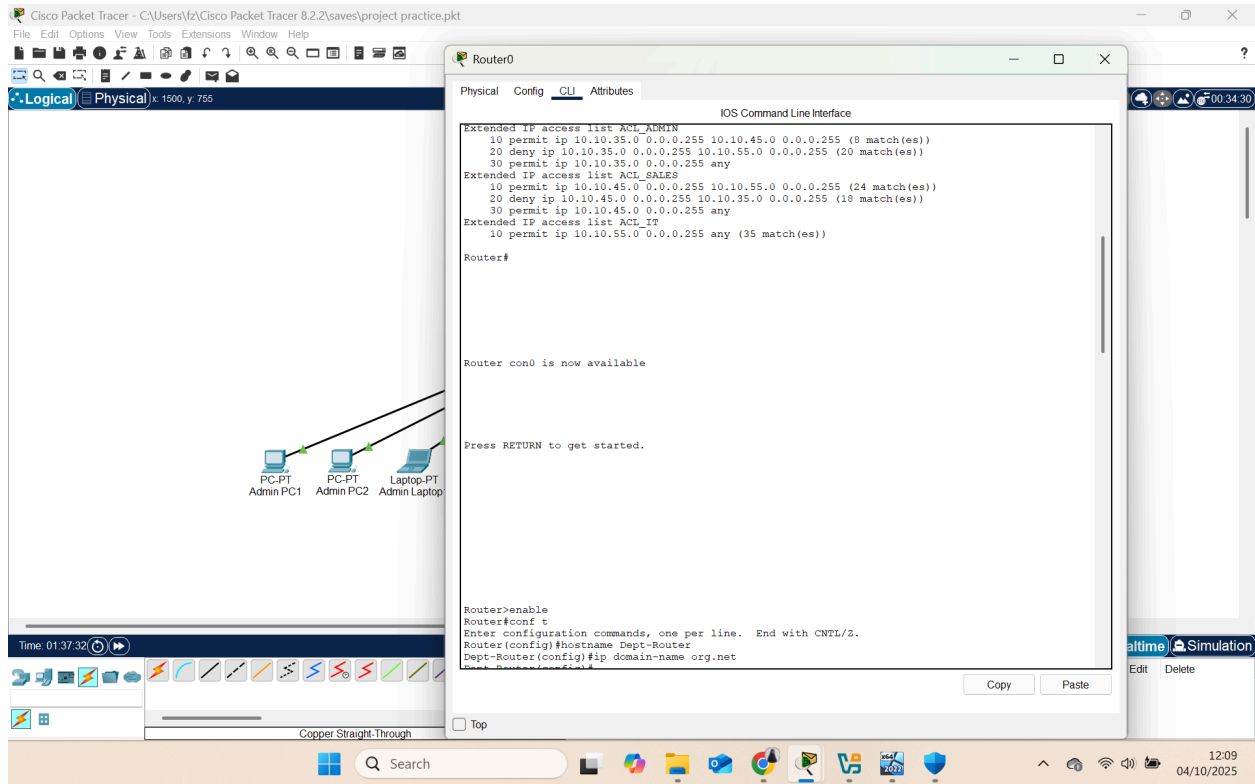 Cisco Packet Tracer - C:\Users\fz\Cisco Packet Tracer 8.2.2\saves\project practice.pkt
File Edit Options View Tools Extensions Window Help
?
Logical Physical x: 1500, y: 755
00:34:30
Router0
Physical Config CLI Attributes
IOS Command Line Interface
Extended IP access list ACL_ADMIN
10 permit ip 10.10.35.0 0.0.0.255 10.10.45.0 0.0.0.255 (8 match(es))
20 deny ip 10.10.35.0 0.0.0.255 10.10.55.0 0.0.0.255 (20 match(es))
30 permit ip 10.10.35.0 0.0.0.255 any
Extended IP access list ACL_SALES
10 permit ip 10.10.45.0 0.0.0.255 10.10.55.0 0.0.0.255 (24 match(es))
20 deny ip 10.10.45.0 0.0.0.255 10.10.35.0 0.0.0.255 (18 match(es))
30 permit ip 10.10.45.0 0.0.0.255 any
Extended IP access list ACL_IT
10 permit ip 10.10.55.0 0.0.0.255 any (35 match(es))
Router#
Router con0 is now available
Press RETURN to get started.
Router>enable
Router#conf t
Enter configuration commands, one per line. End with CNTL/Z.
Router(config)#hostname Dept-Router
Dept-Router(config)#ip domain-name org.net
Dept-Router(config)#
Copy Paste
Top
PC-PT
Admin PC1
PC-PT
Admin PC2
Laptop-PT
Admin Laptop
Time: 01:37:32
altime Simulation
Edit Delete
Copper Straight-Through
Search
12:09
04/10/2025